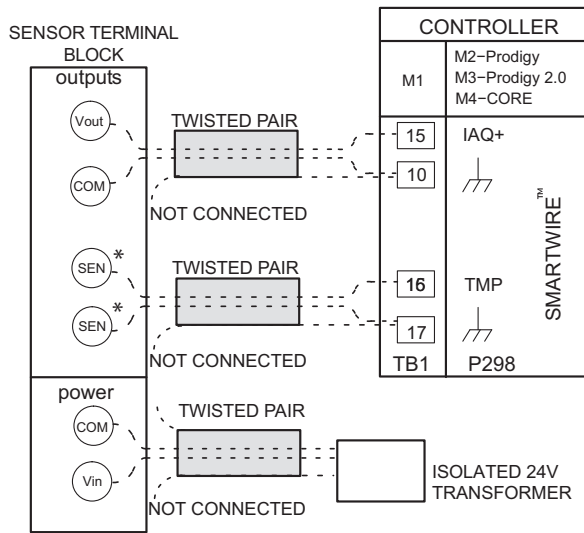 SENSOR TERMINAL
BLOCK
outputs
Vout
COM
SEN *
SEN *
power
COM
Vin
TWISTED PAIR
NOT CONNECTED
TWISTED PAIR
NOT CONNECTED
TWISTED PAIR
NOT CONNECTED
CONTROLLER
M1
M2−Prodigy
M3−Prodigy 2.0
M4−CORE
15
IAQ+
10
16
TMP
17
TB1
P298
SMARTWIRE™
ISOLATED 24V
TRANSFORMER